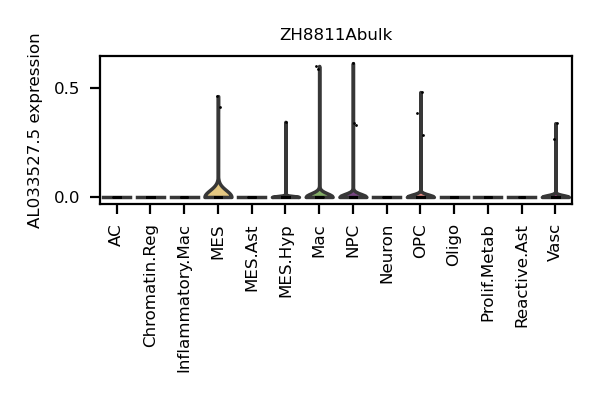 ZH8811Abulk
AL033527.5 expression
0.5
0.0
AC
Chromatin.Reg
Inflammatory.Mac
MES
MES.Ast
MES.Hyp
Mac
NPC
Neuron
OPC
Oligo
Prolif.Metab
Reactive.Ast
Vasc